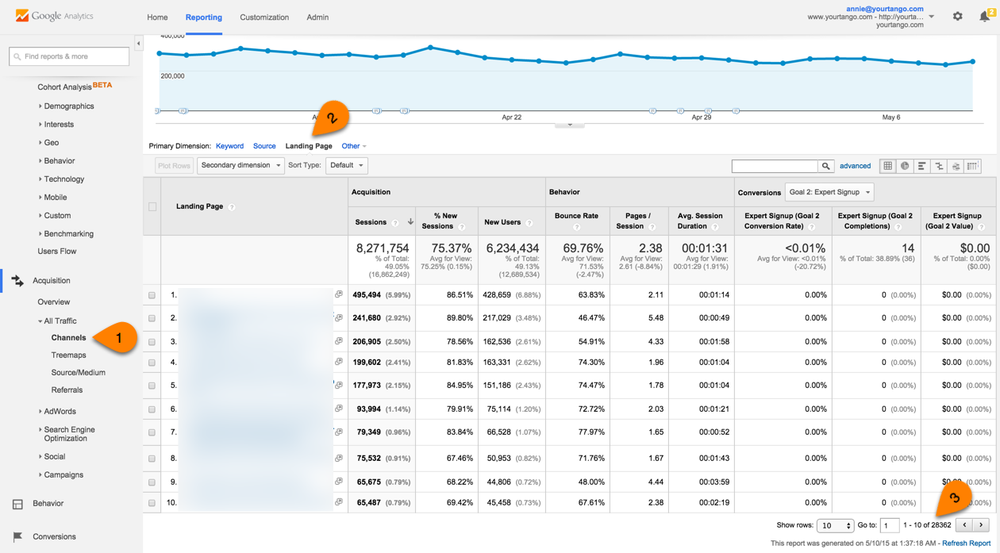 Google Analytics
Home Reporting Customization Admin
annie@yourtango.com
www.yourtango.com - http://yourta...
yourtango.com
2
Find reports & more
Cohort Analysis BETA
Demographics
Interests
Geo
Behavior
Technology
Mobile
Custom
Benchmarking
Users Flow
Acquisition
Overview
All Traffic
Channels
1
Treemaps
Source/Medium
Referrals
AdWords
Search Engine
Optimization
Social
Campaigns
Behavior
Conversions
400,000
200,000
Apr 22 Apr 29 May 6
2
Primary Dimension: Keyword Source Landing Page Other
Plot Rows Secondary dimension Sort Type: Default advanced
Landing Page ? Acquisition Behavior Conversions Goal 2: Expert Signup
Sessions ? % New Sessions ? New Users ? Bounce Rate ? Pages / Session ? Avg. Session Duration ? Expert Signup (Goal 2 Conversion Rate) ? Expert Signup (Goal 2 Completions) ? Expert Signup (Goal 2 Value) ?
8,271,754 75.37% 6,234,434 69.76% 2.38 00:01:31 <0.01% 14 $0.00
% of Total: 49.05% (16,862,249) Avg for View: 75.25% (0.15%) % of Total: 49.13% (12,689,534) Avg for View: 71.53% (-2.47%) Avg for View: 2.61 (-8.84%) Avg for View: 00:01:29 (1.91%) Avg for View: <0.01% (-20.72%) % of Total: 38.89% (36) % of Total: 0.00% ($0.00)
1. 495,494 (5.99%) 86.51% 428,659 (6.88%) 63.83% 2.11 00:01:14 0.00% 0 (0.00%) $0.00 (0.00%)
2. 241,680 (2.92%) 89.80% 217,029 (3.48%) 46.47% 5.48 00:00:49 0.00% 0 (0.00%) $0.00 (0.00%)
3. 206,905 (2.50%) 78.56% 162,536 (2.61%) 54.91% 4.33 00:01:58 0.00% 0 (0.00%) $0.00 (0.00%)
4. 199,602 (2.41%) 81.83% 163,331 (2.62%) 74.30% 1.96 00:01:04 0.00% 0 (0.00%) $0.00 (0.00%)
5. 177,973 (2.15%) 84.95% 151,186 (2.43%) 74.47% 1.78 00:01:04 0.00% 0 (0.00%) $0.00 (0.00%)
6. 93,994 (1.14%) 79.91% 75,114 (1.20%) 72.72% 2.03 00:01:21 0.00% 0 (0.00%) $0.00 (0.00%)
7. 79,349 (0.96%) 83.84% 66,528 (1.07%) 77.97% 1.65 00:00:52 0.00% 0 (0.00%) $0.00 (0.00%)
8. 75,532 (0.91%) 67.46% 50,953 (0.82%) 71.76% 1.67 00:01:43 0.00% 0 (0.00%) $0.00 (0.00%)
9. 65,675 (0.79%) 68.22% 44,806 (0.72%) 48.00% 4.44 00:03:59 0.00% 0 (0.00%) (0.00%)
10. 65,487 (0.79%) 69.42% 45,458 (0.73%) 67.61% 2.38 00:02:19 0.00% 0 (0.00%)
3
Show rows: 10 Go to: 1 1 - 10 of 28362
This report was generated on 5/10/15 at 1:37:18 AM - Refresh Report